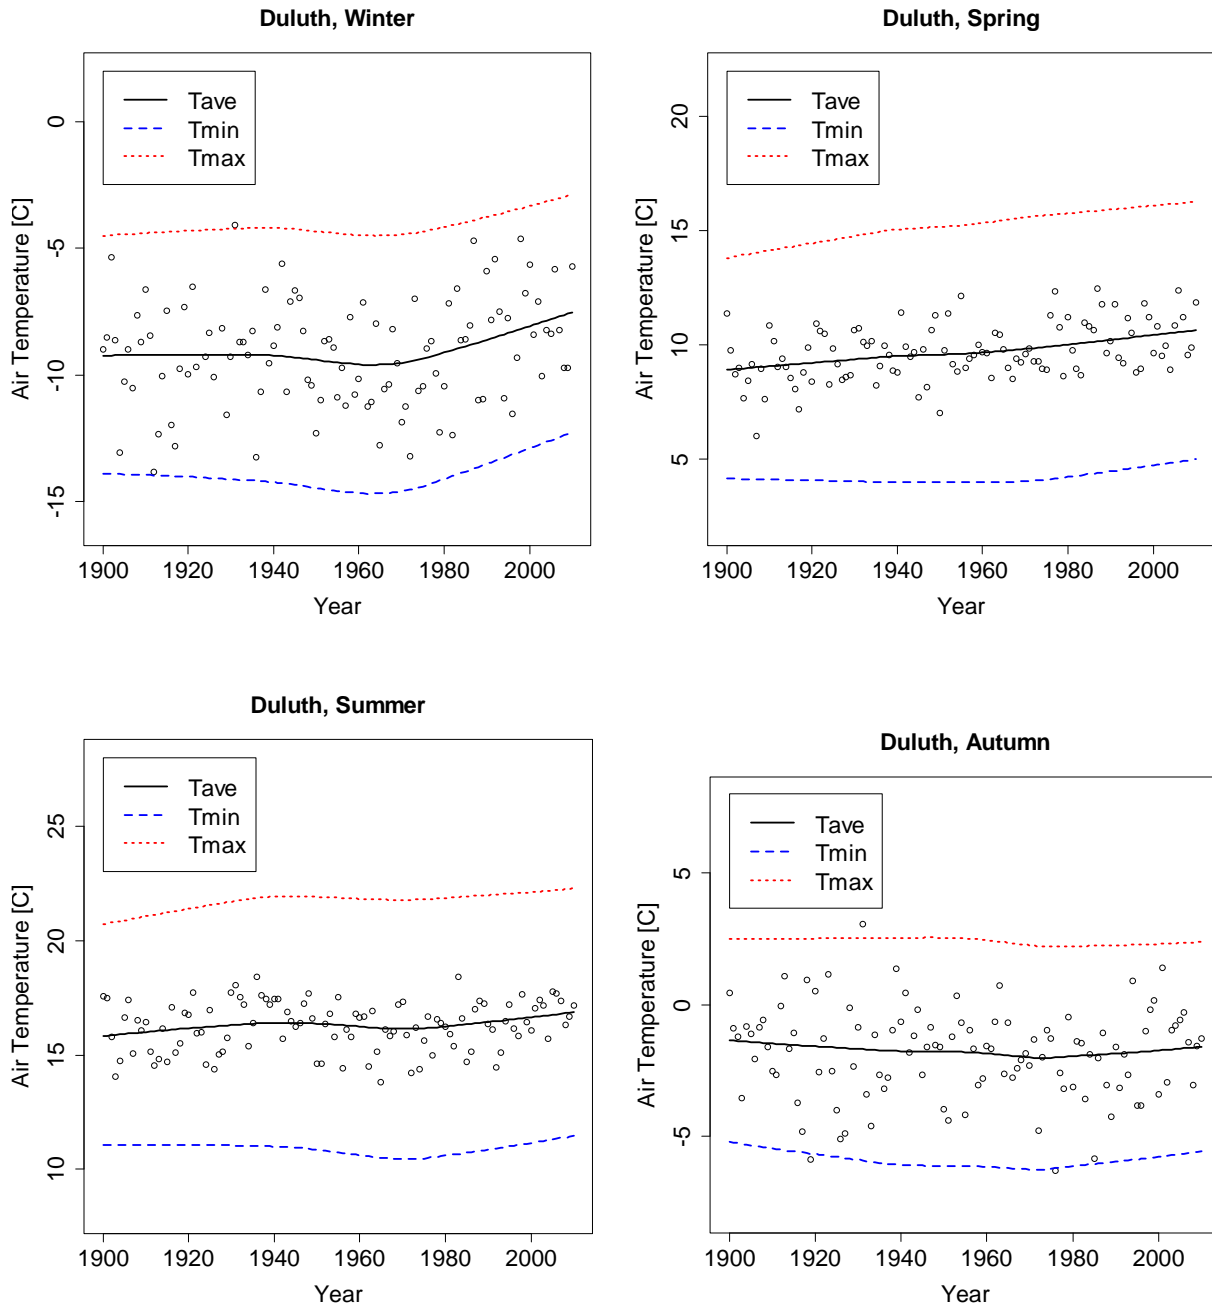 Duluth, Winter
Tave
Tmin
Tmax
0
-5
-10
-15
Air Temperature [C]
1900 1920 1940 1960 1980 2000
Year
Duluth, Spring
Tave
Tmin
Tmax
20
15
10
5
Air Temperature [C]
1900 1920 1940 1960 1980 2000
Year
Duluth, Summer
Tave
Tmin
Tmax
25
20
15
10
Air Temperature [C]
1900 1920 1940 1960 1980 2000
Year
Duluth, Autumn
Tave
Tmin
Tmax
5
0
-5
Air Temperature [C]
1900 1920 1940 1960 1980 2000
Year